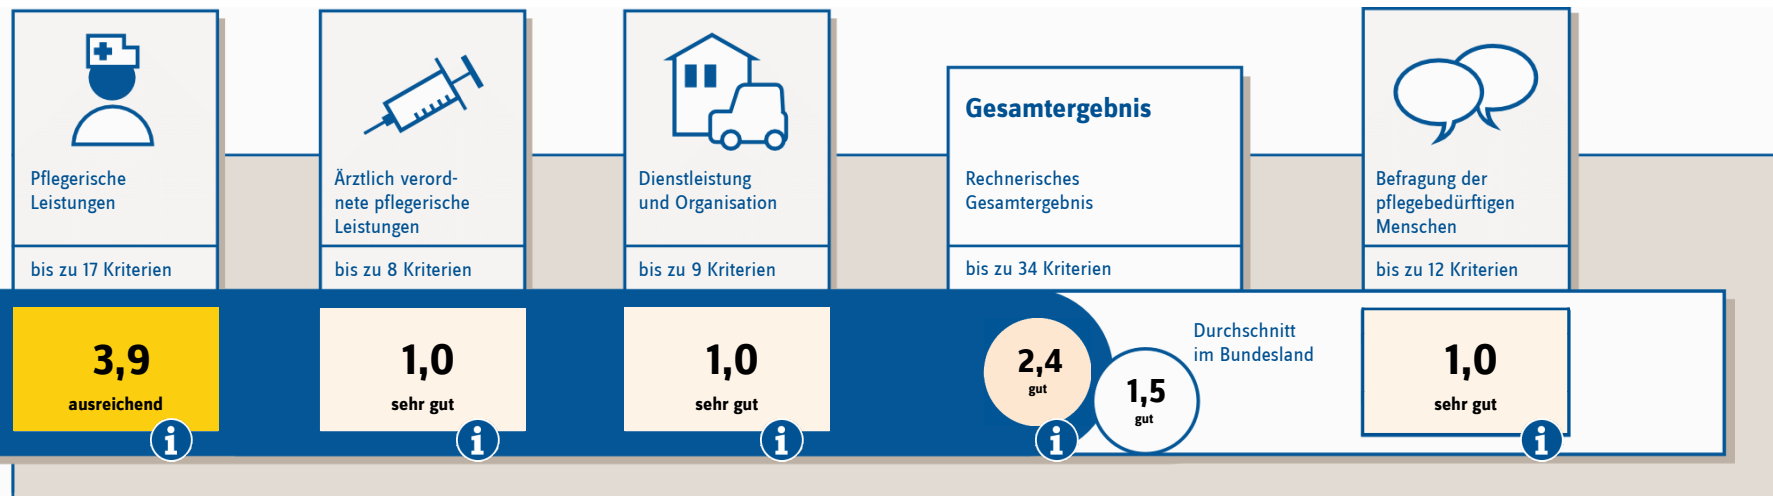 Pflegerische
Leistungen
bis zu 17 Kriterien
3,9
ausreichend
i
Ärztlich verord-
nete pflegerische
Leistungen
bis zu 8 Kriterien
1,0
sehr gut
i
Dienstleistung
und Organisation
bis zu 9 Kriterien
1,0
sehr gut
i
Gesamtergebnis
Rechnerisches
Gesamtergebnis
bis zu 34 Kriterien
2,4
gut
i
1,5
gut
Durchschnitt
im Bundesland
Befragung der
pflegebedürftigen
Menschen
bis zu 12 Kriterien
1,0
sehr gut
i